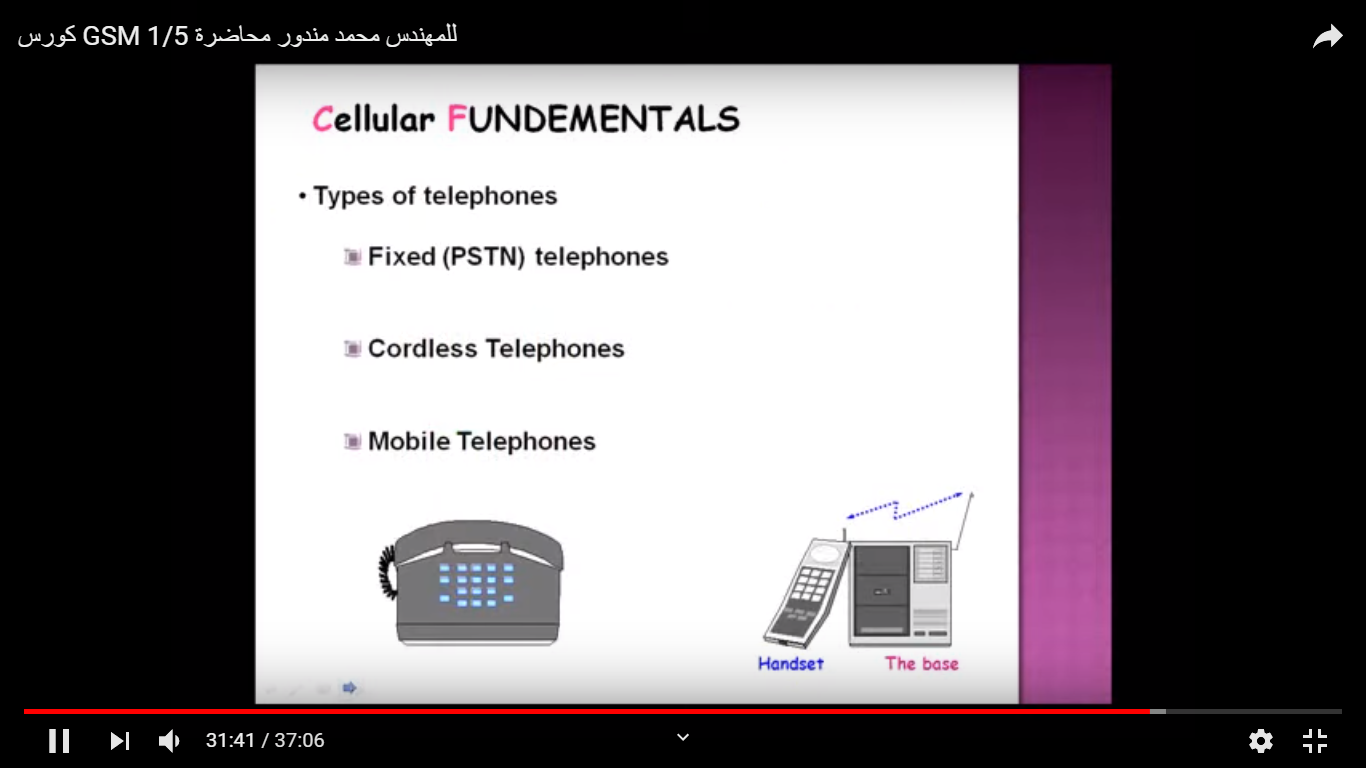 كورس GSM 1/5 للمهندس محمد مندور محاضرة
Cellular FUNDEMENTALS
• Types of telephones
Fixed (PSTN) telephones
Cordless Telephones
Mobile Telephones
Handset
The base
31:41 / 37:06